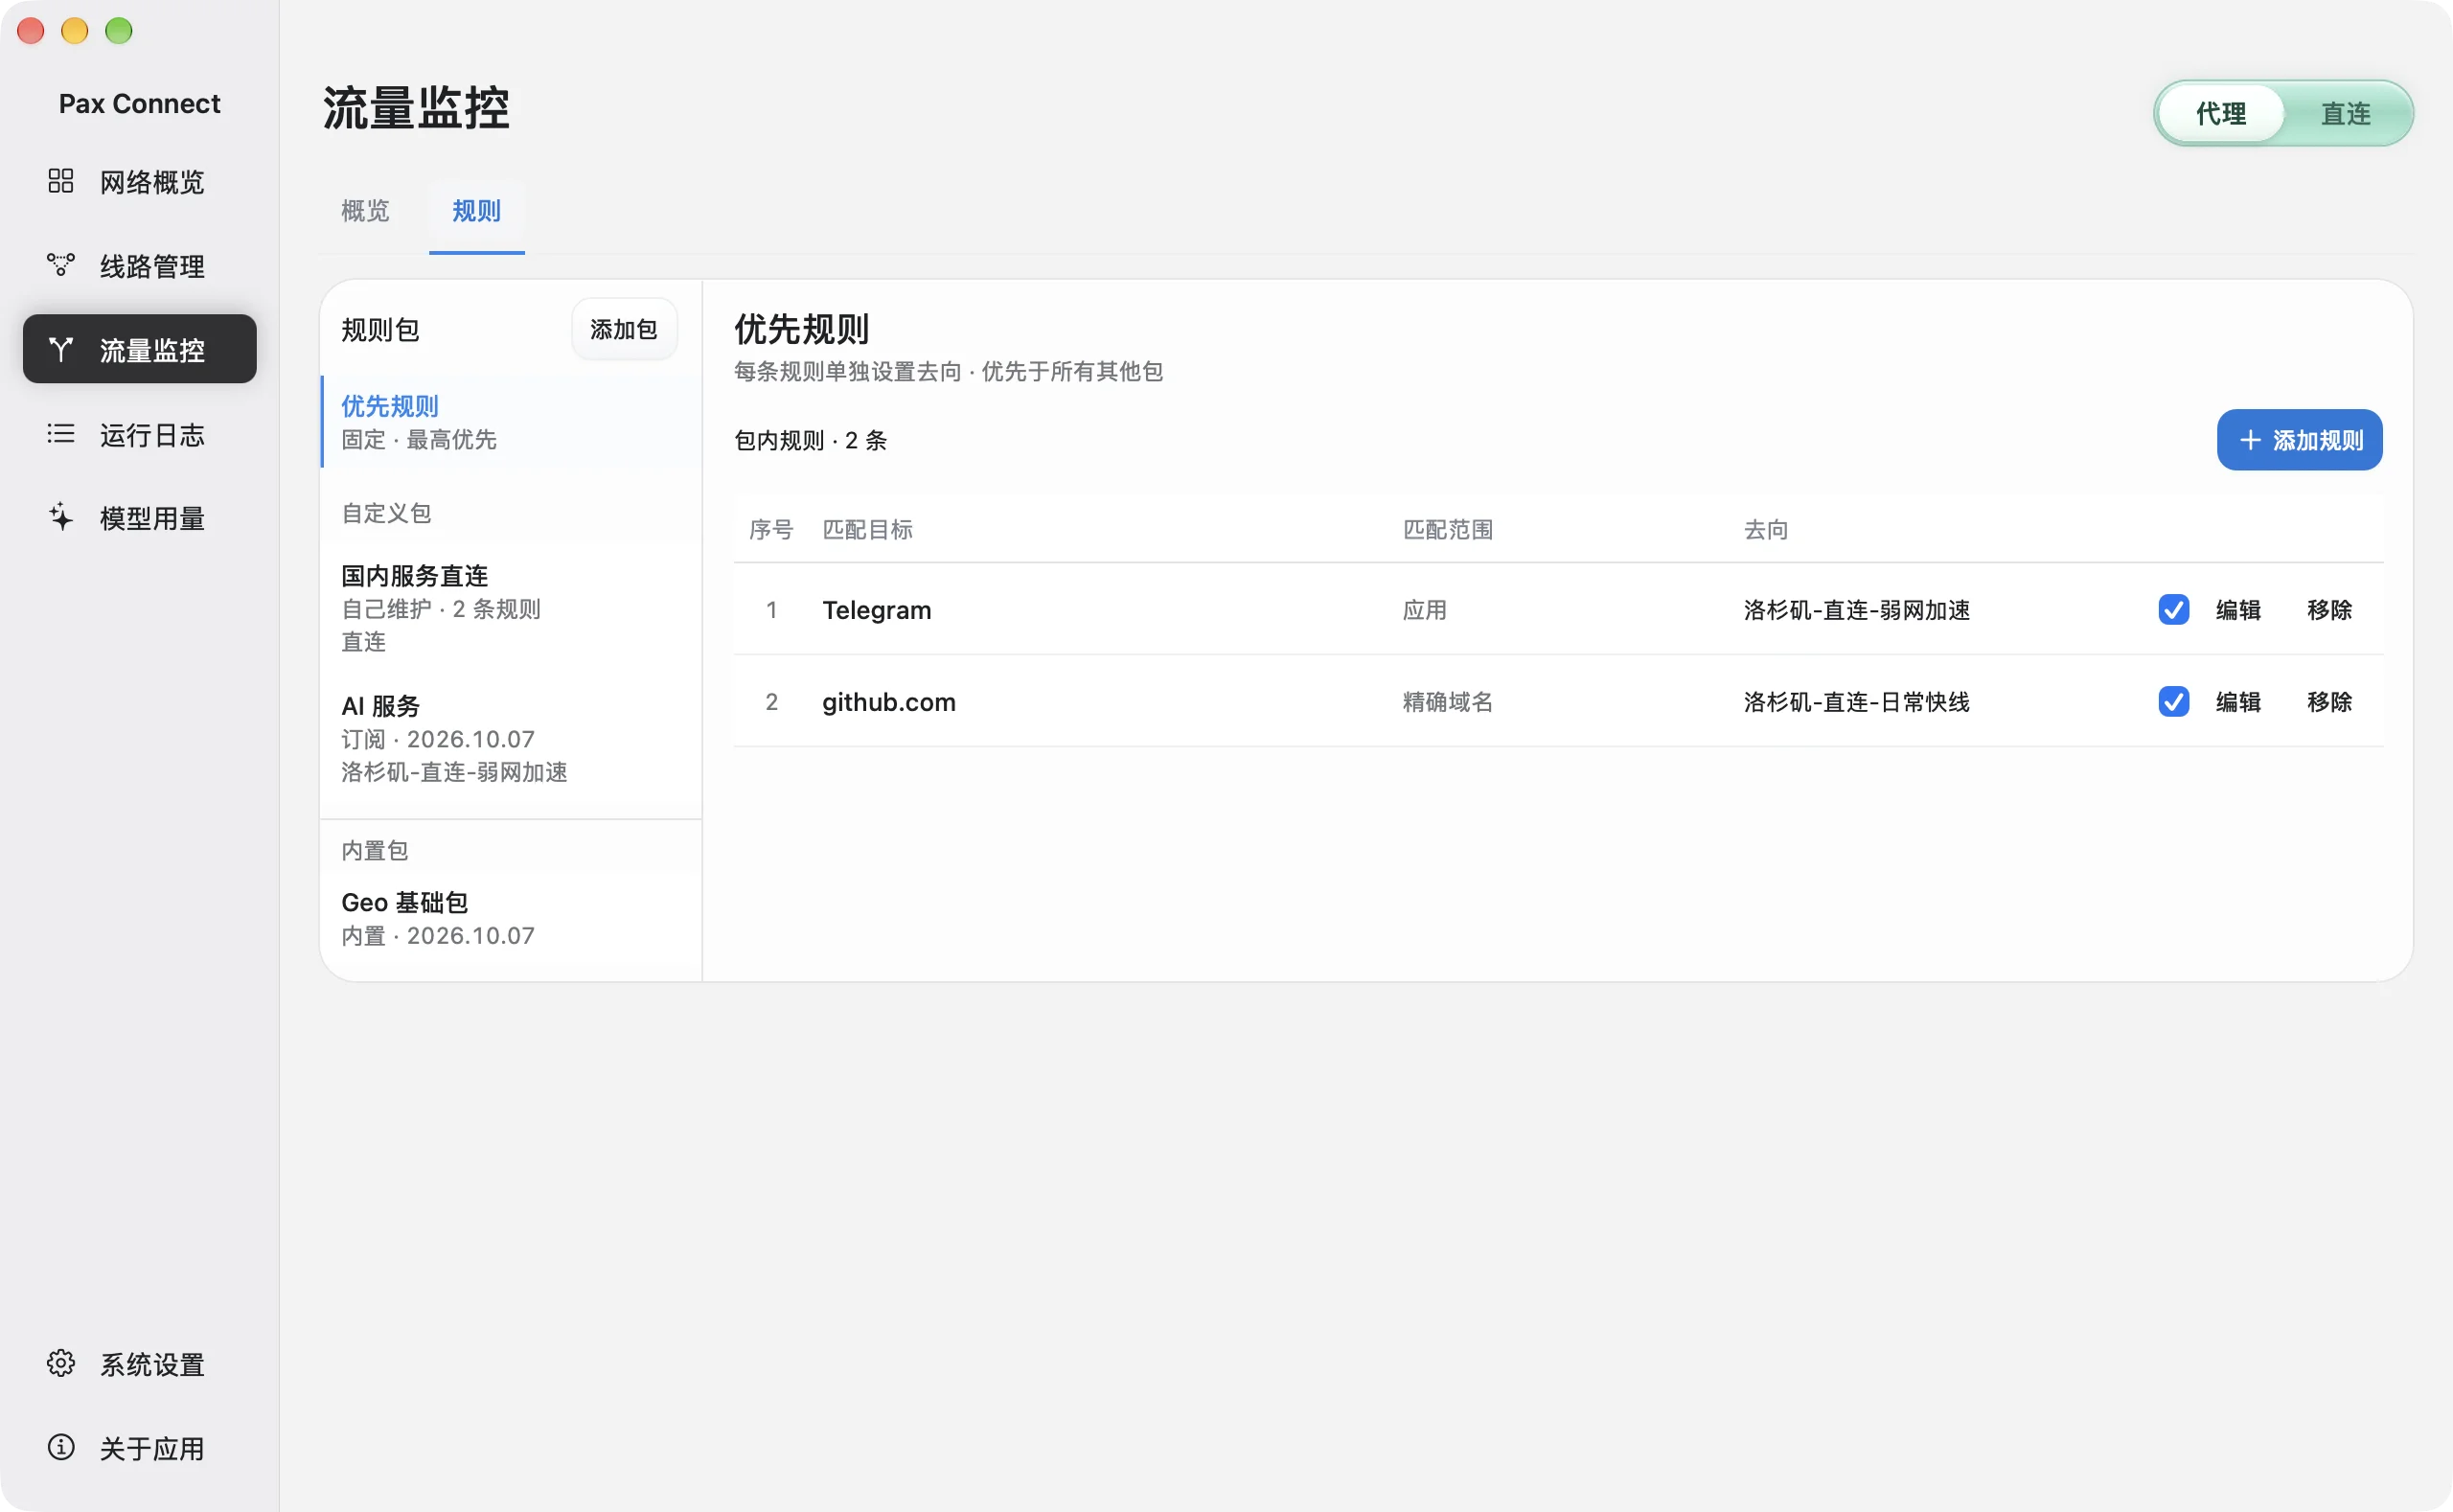 Pax Connect
网络概览
线路管理
流量监控
运行日志
模型用量
系统设置
关于应用
流量监控
代理 直连
概览 规则
规则包 添加包
优先规则
固定 · 最高优先
自定义包
国内服务直连
自己维护 · 2 条规则
直连
AI 服务
订阅 · 2026.10.07
洛杉矶-直连-弱网加速
内置包
Geo 基础包
内置 · 2026.10.07
优先规则
每条规则单独设置去向 · 优先于所有其他包
包内规则 · 2 条
+ 添加规则
序号 匹配目标 匹配范围 去向
1 Telegram 应用 洛杉矶-直连-弱网加速 编辑 移除
2 github.com 精确域名 洛杉矶-直连-日常快线 编辑 移除